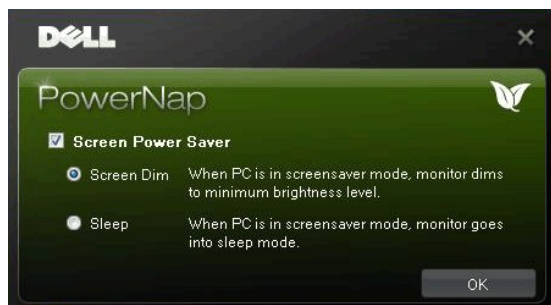 DELL
PowerNap
Screen Power Saver
Screen Dim When PC is in screensaver mode, monitor dims
to minimum brightness level.
Sleep When PC is in screensaver mode, monitor goes
into sleep mode.
OK